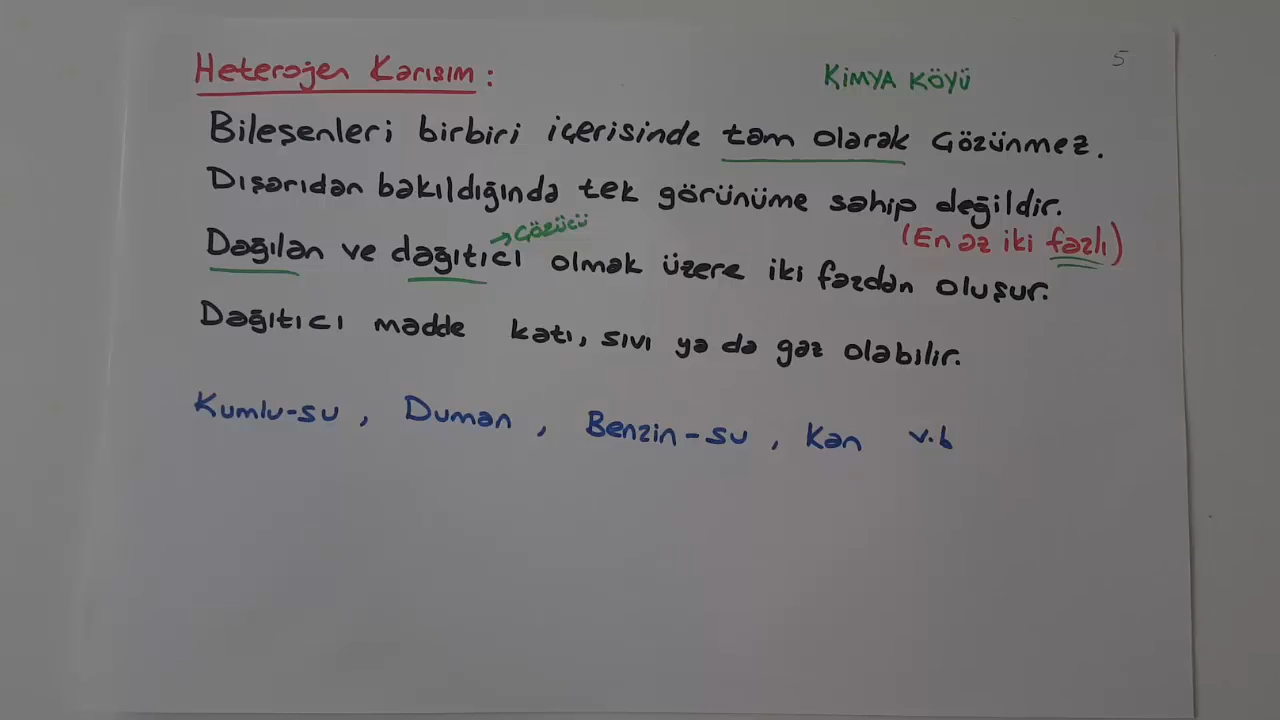 Heterojen Karışım :
KİMYA KÖYÜ
5
Bileşenleri birbiri içerisinde tam olarak çözünmez.
Dışarıdan bakıldığında tek görünüme sahip değildir.
(En az iki fazlı)
→ çözücü
Dağılan ve dağıtıcı olmak üzere iki fazdan oluşur.
Dağıtıcı madde katı, sıvı ya da gaz olabilir.
Kumlu-su , Duman , Benzin-su , Kan v.b